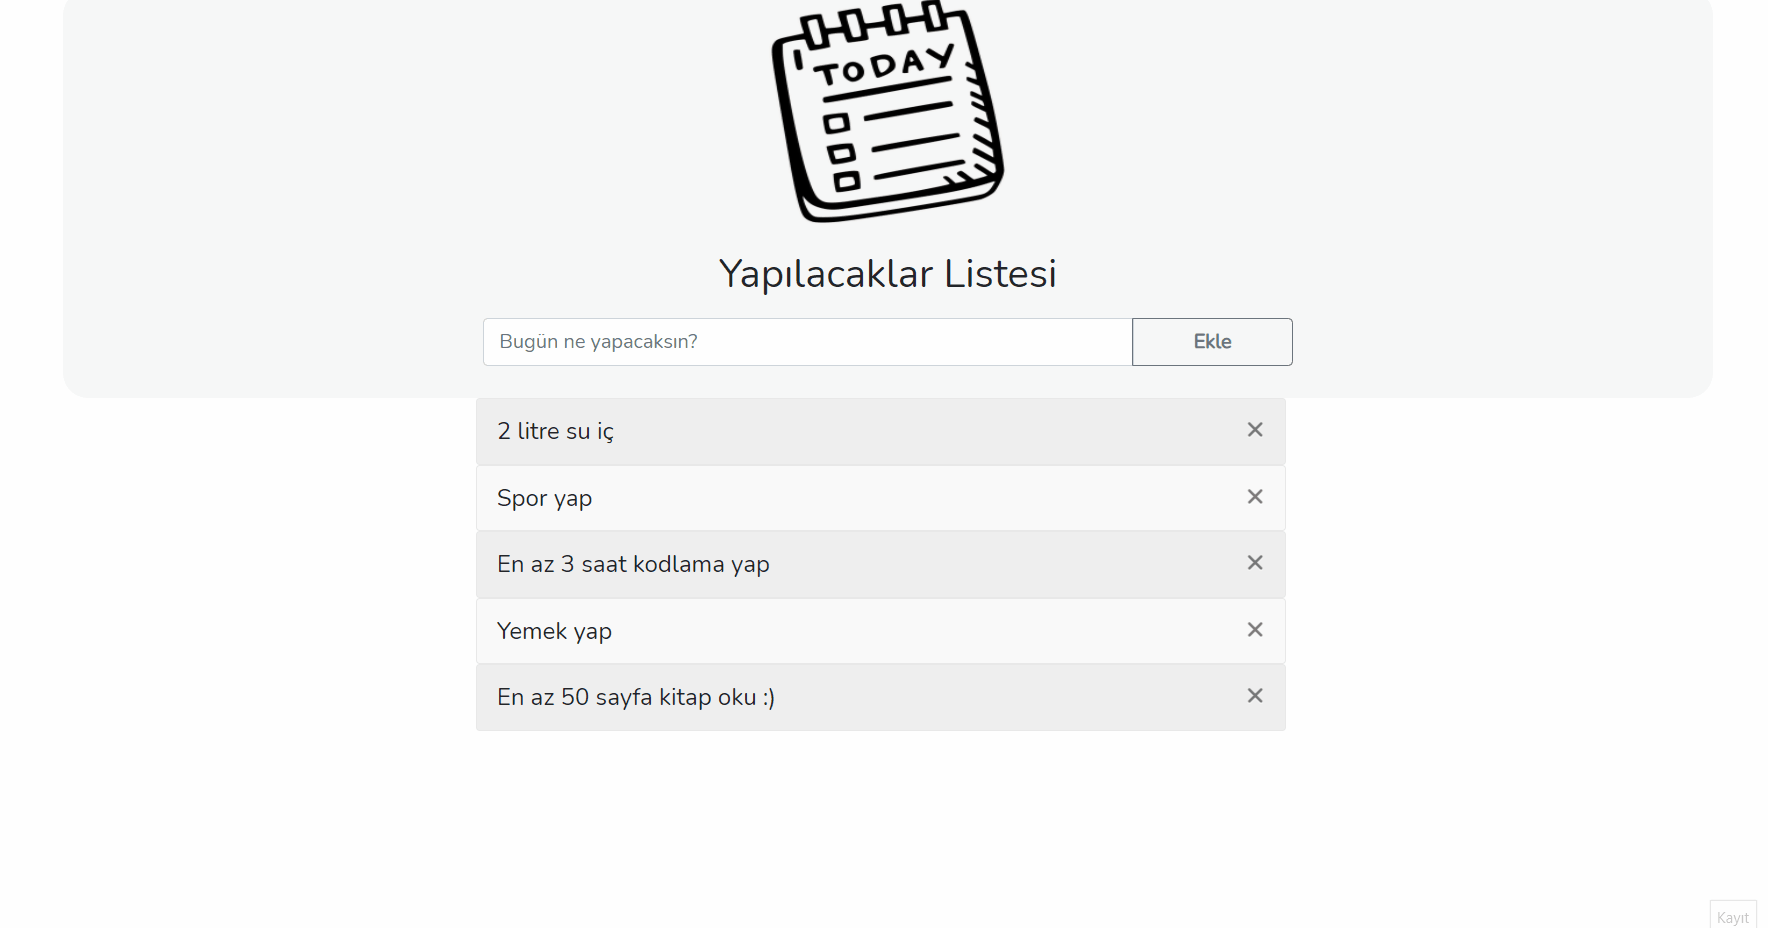 TODAY
Yapılacaklar Listesi
Bugün ne yapacaksın?
Ekle
2 litre su iç
Spor yap
En az 3 saat kodlama yap
Yemek yap
En az 50 sayfa kitap oku :)
Kayıt